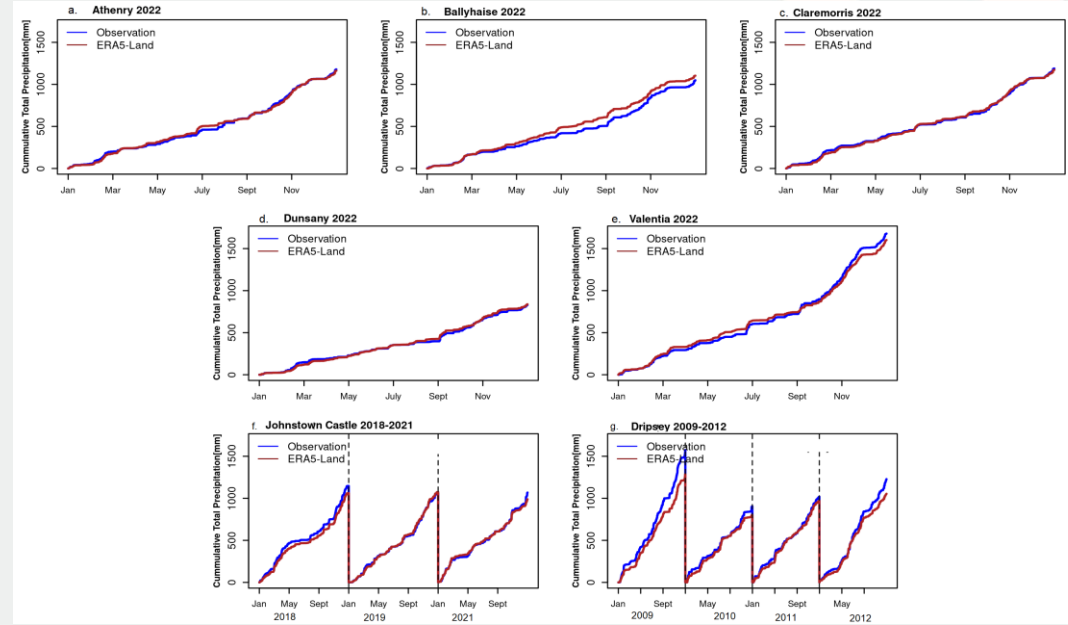 a. Athenry 2022
Observation
ERA5-Land
Cummulative Total Precipitation[mm]
0 500 1000 1500
Jan Mar May July Sept Nov
b. Ballyhaise 2022
Observation
ERA5-Land
Cummulative Total Precipitation[mm]
0 500 1000 1500
Jan Mar May July Sept Nov
c. Claremorris 2022
Observation
ERA5-Land
Cummulative Total Precipitation[mm]
0 500 1000 1500
Jan Mar May July Sept Nov
d. Dunsany 2022
Observation
ERA5-Land
Cummulative Total Precipitation[mm]
0 500 1000 1500
Jan Mar May July Sept Nov
e. Valentia 2022
Observation
ERA5-Land
Cummulative Total Precipitation[mm]
0 500 1000 1500
Jan Mar May July Sept Nov
f. Johnstown Castle 2018-2021
Observation
ERA5-Land
Cummulative Total Precipitation[mm]
0 500 1000 1500
Jan May Sept Jan May Sept Jan May Sept
2018 2019 2021
g. Dripsey 2009-2012
Observation
ERA5-Land
Cummulative Total Precipitation[mm]
0 500 1000 1500
Jan Sept May Jan Sept May
2009 2010 2011 2012